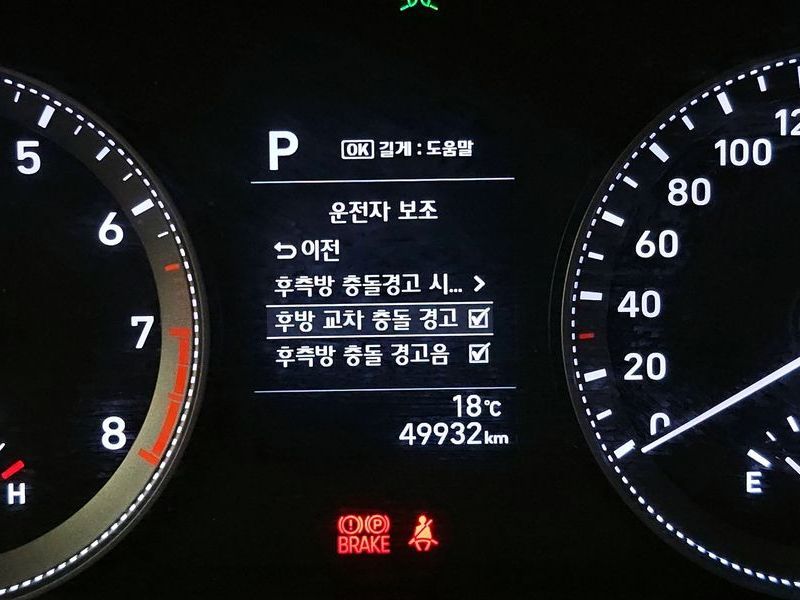 P OK 길게 : 도움말
운전자 보조
이전
후측방 충돌경고 시...
후방 교차 충돌 경고
후측방 충돌 경고음
18℃
49932km
5
6
7
8
H
120
100
80
60
40
20
0
E
BRAKE
P